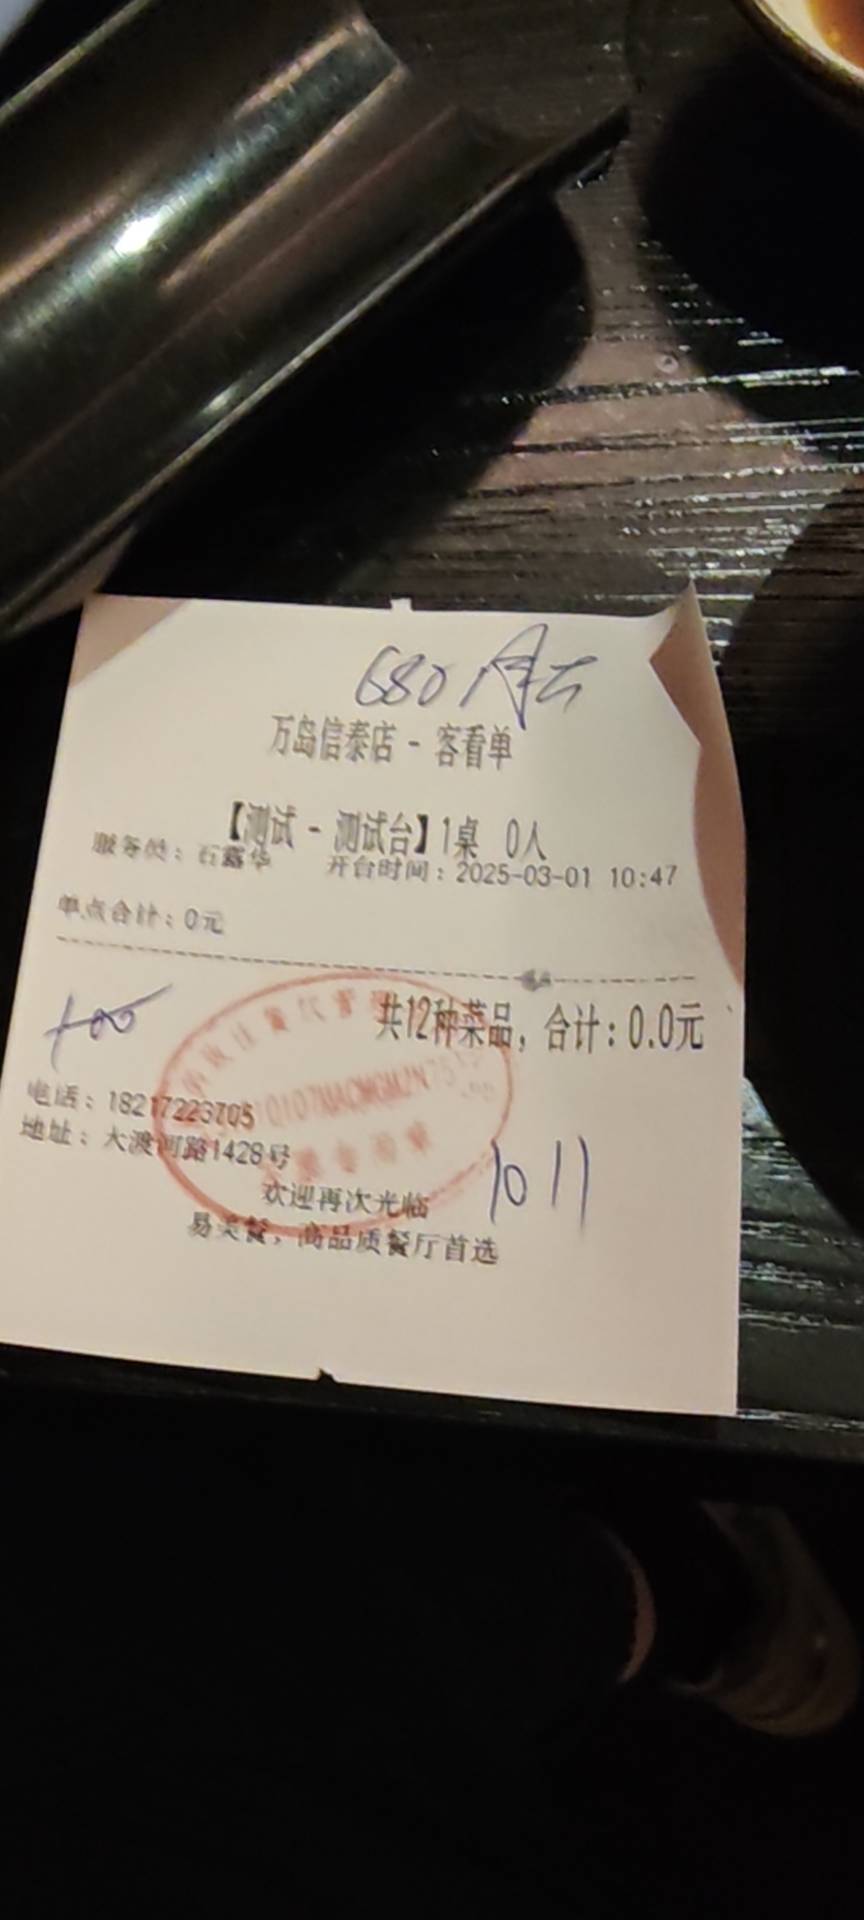 680
万岛信泰店 - 客看单
【测试 - 测试台】1桌 0人
服务员：石露华 开台时间：2025-03-01 10:47
单点合计：0元
共12种菜品，合计：0.0元
电话：18217223705
地址：大渡河路1428号
1011
欢迎再次光临
易美餐，高品质餐厅首选